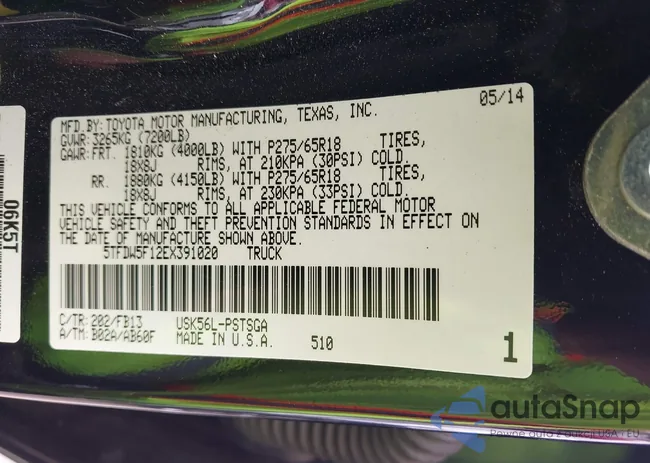 05/14
MFD.BY:TOYOTA MOTOR MANUFACTURING, TEXAS, INC.
GVWR:3265KG (7200LB)
GAWR:FRT. 1810KG (4000LB) WITH P275/65R18 TIRES,
18X8J RIMS, AT 210KPA (30PSI) COLD.
RR. 1880KG (4150LB) WITH P275/65R18 TIRES,
18X8J RIMS, AT 230KPA (33PSI) COLD.
THIS VEHICLE CONFORMS TO ALL APPLICABLE FEDERAL MOTOR
VEHICLE SAFETY AND THEFT PREVENTION STANDARDS IN EFFECT ON
THE DATE OF MANUFACTURE SHOWN ABOVE.
5TFDW5F12EX391020 TRUCK
C/TR:202/FB13 USK56L-PSTSGA
A/TM:B02A/AB60F MADE IN U.S.A. 510
1
06K5T
autaSnap